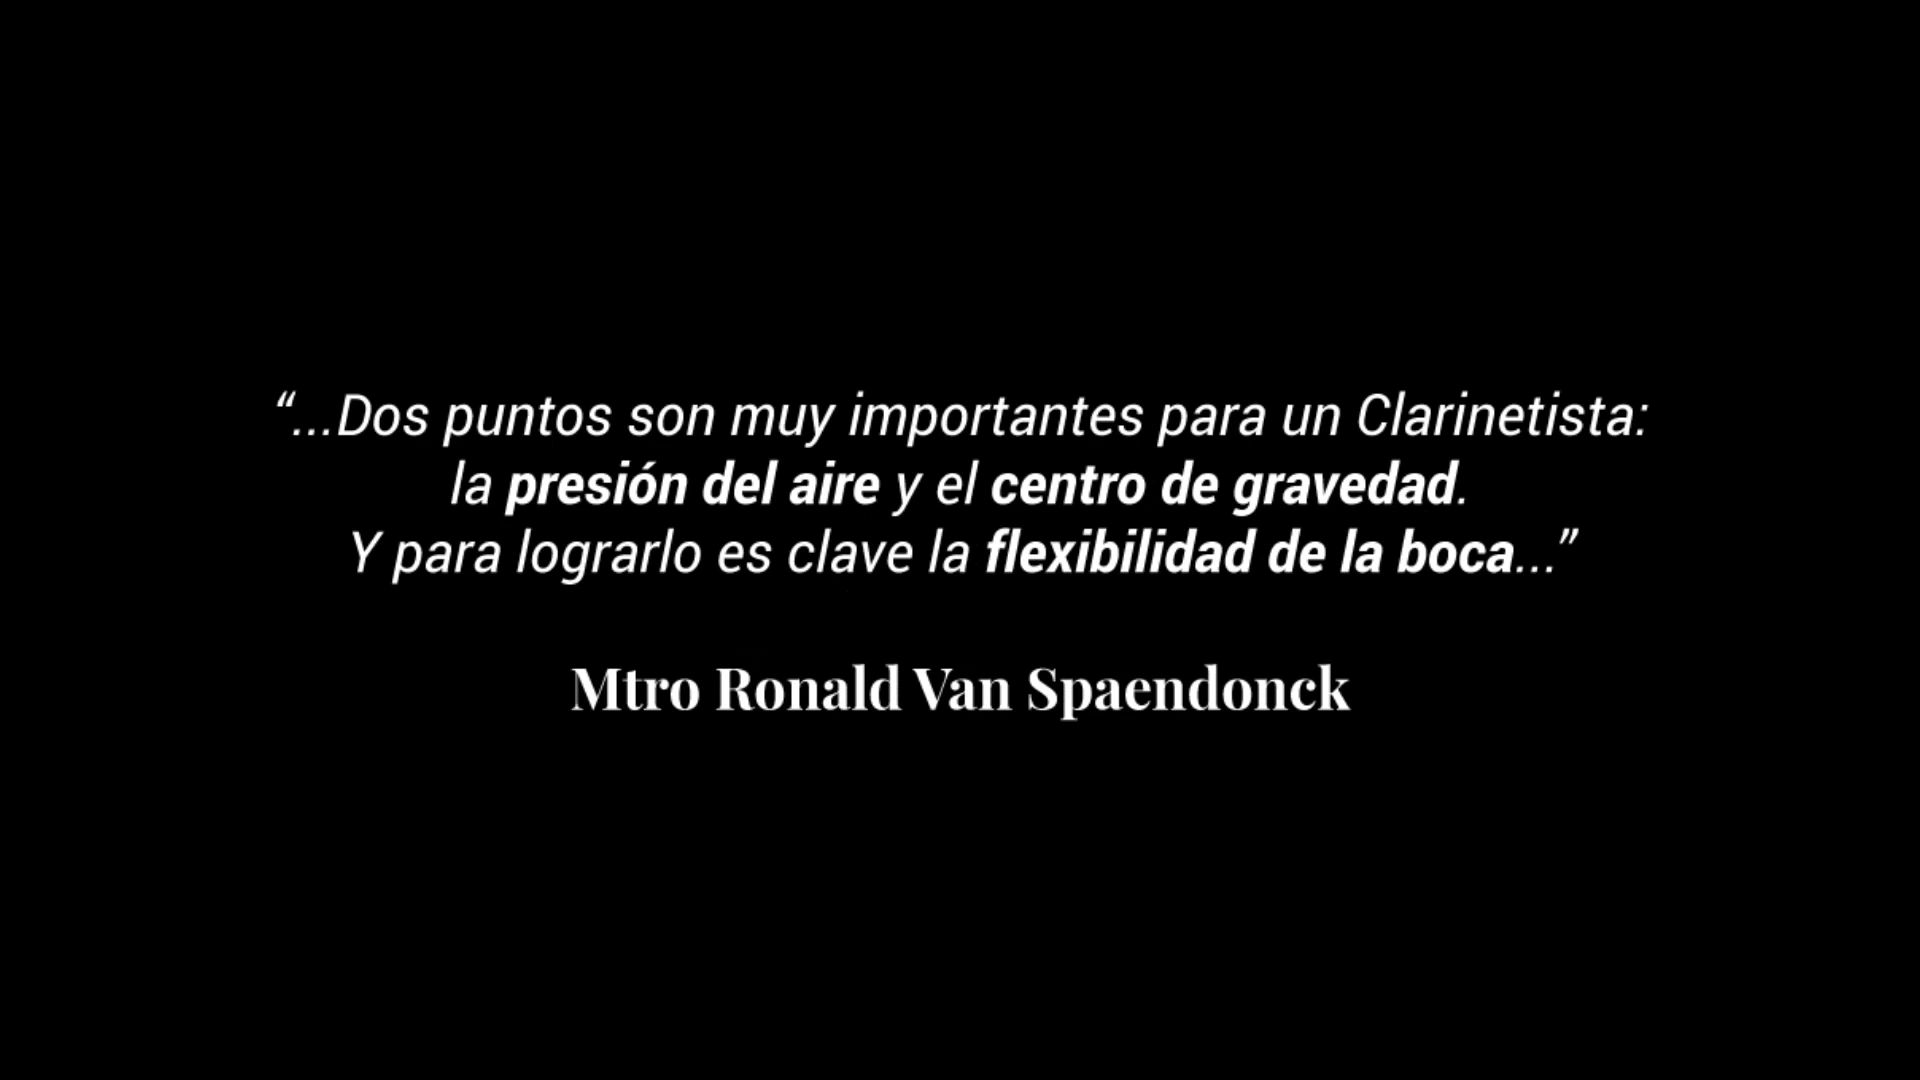 “...Dos puntos son muy importantes para un Clarinetista:
la presión del aire y el centro de gravedad.
Y para lograrlo es clave la flexibilidad de la boca...”
Mtro Ronald Van Spaendonck